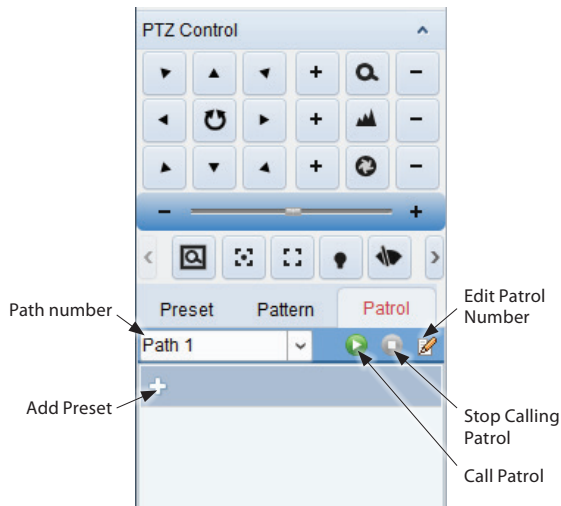 PTZ Control
Preset
Pattern
Patrol
Path number
Path 1
Edit Patrol
Number
Add Preset
Stop Calling
Patrol
Call Patrol